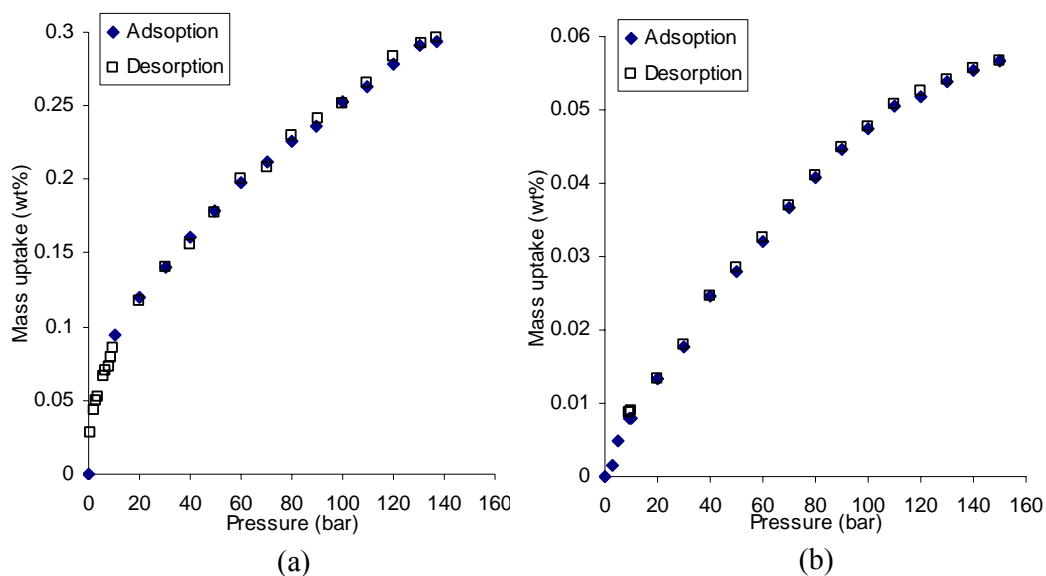 Adsoption
Desorption
Mass uptake (wt%)
0.3
0.25
0.2
0.15
0.1
0.05
0
0 20 40 60 80 100 120 140 160
Pressure (bar)
(a)
Adsoption
Desorption
Mass uptake (wt%)
0.06
0.05
0.04
0.03
0.02
0.01
0
0 20 40 60 80 100 120 140 160
Pressure (bar)
(b)